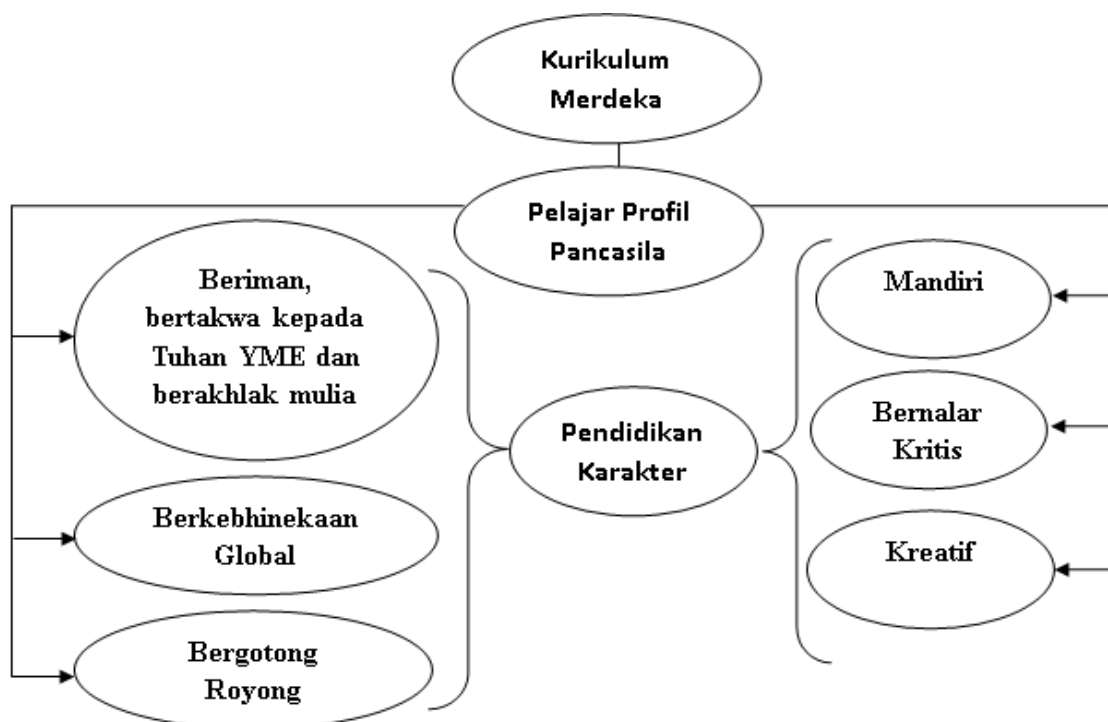 Kurikulum
Merdeka
Pelajar Profil
Pancasila
Beriman,
bertakwa kepada
Tuhan YME dan
berakhlak mulia
Berkebhinekaan
Global
Bergotong
Royong
Pendidikan
Karakter
Mandiri
Bernalar
Kritis
Kreatif